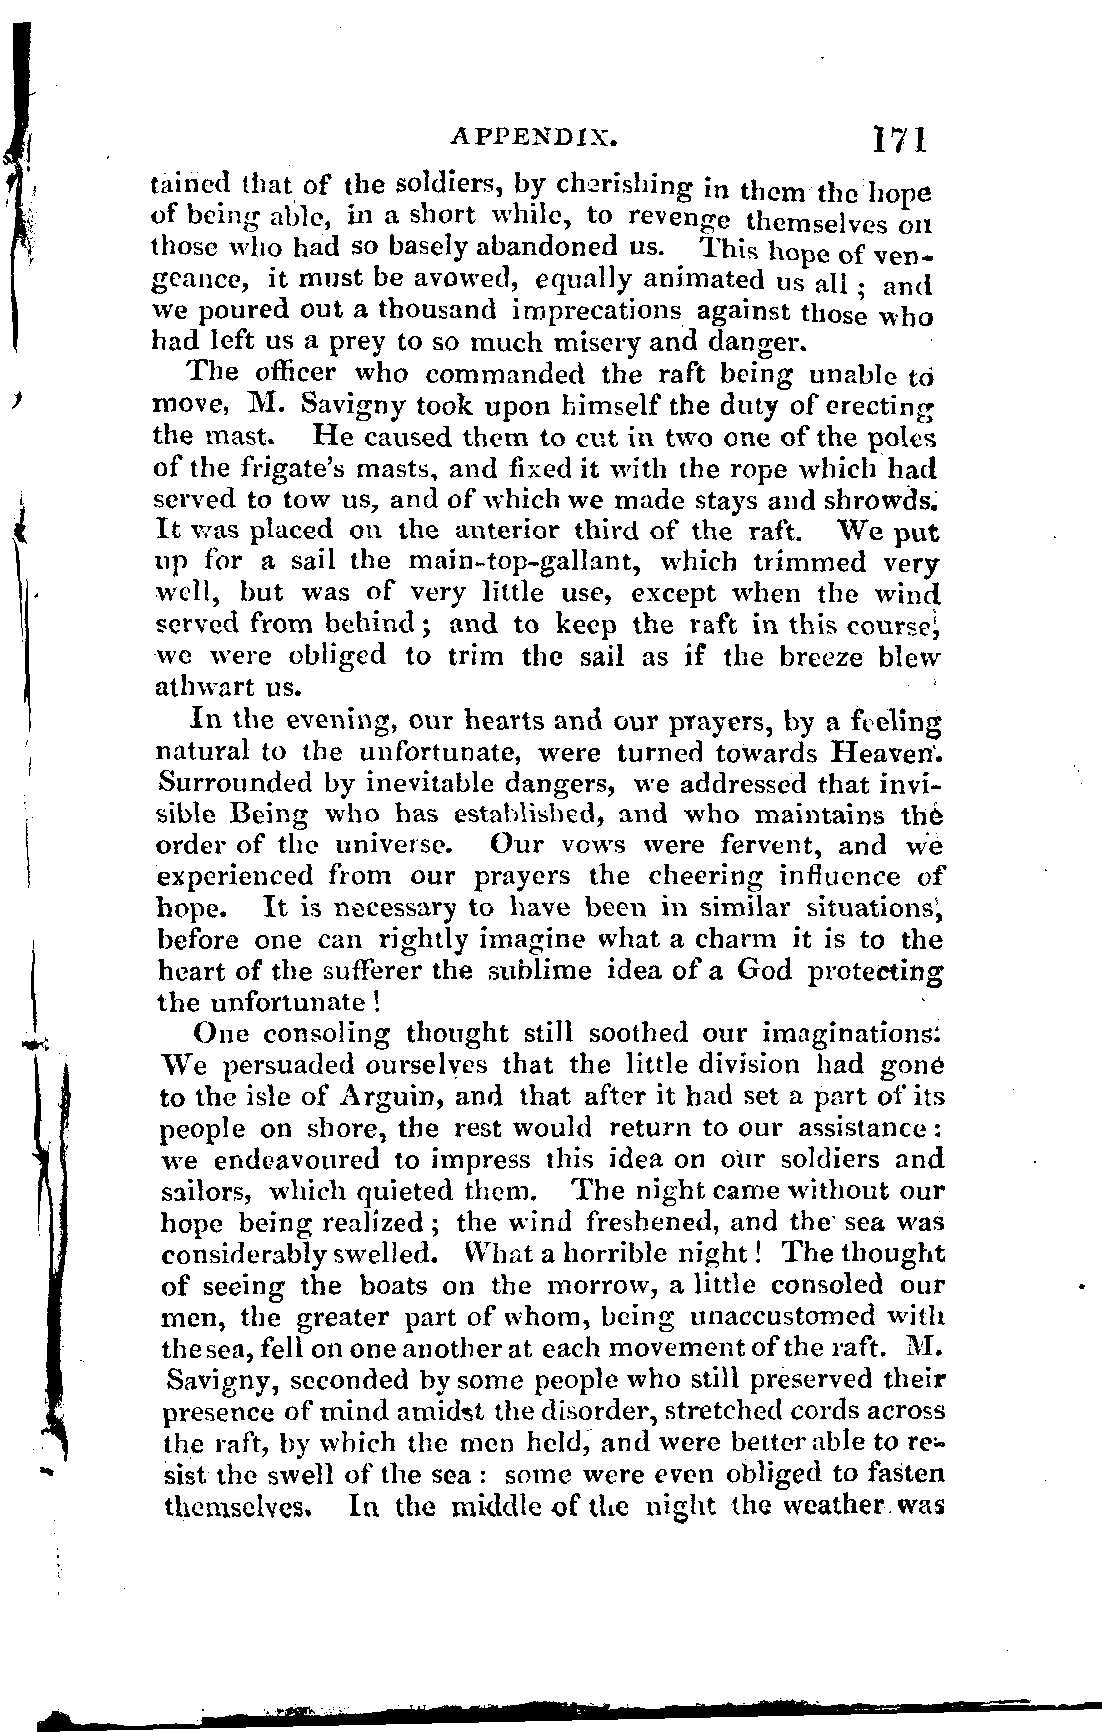 APPENDIX. 171
tained that of the soldiers, by cherishing in them the hope
of being able, in a short while, to revenge themselves on
those who had so basely abandoned us. This hope of ven-
geance, it must be avowed, equally animated us all; and
we poured out a thousand imprecations against those who
had left us a prey to so much misery and danger.
The officer who commanded the raft being unable to
move, M. Savigny took upon himself the duty of erecting
the mast. He caused them to cut in two one of the poles
of the frigate's masts, and fixed it with the rope which had
served to tow us, and of which we made stays and shrowds.
It was placed on the anterior third of the raft. We put
up for a sail the main-top-gallant, which trimmed very
well, but was of very little use, except when the wind
served from behind; and to keep the raft in this course,
we were obliged to trim the sail as if the breeze blew
athwart us.
In the evening, our hearts and our prayers, by a feeling
natural to the unfortunate, were turned towards Heaven.
Surrounded by inevitable dangers, we addressed that invi-
sible Being who has established, and who maintains the
order of the universe. Our vows were fervent, and we
experienced from our prayers the cheering influence of
hope. It is necessary to have been in similar situations,
before one can rightly imagine what a charm it is to the
heart of the sufferer the sublime idea of a God protecting
the unfortunate!
One consoling thought still soothed our imaginations.
We persuaded ourselves that the little division had gone
to the isle of Arguin, and that after it had set a part of its
people on shore, the rest would return to our assistance:
we endeavoured to impress this idea on our soldiers and
sailors, which quieted them. The night came without our
hope being realized; the wind freshened, and the sea was
considerably swelled. What a horrible night! The thought
of seeing the boats on the morrow, a little consoled our
men, the greater part of whom, being unaccustomed with
the sea, fell on one another at each movement of the raft. M.
Savigny, seconded by some people who still preserved their
presence of mind amidst the disorder, stretched cords across
the raft, by which the men held, and were better able to re-
sist the swell of the sea: some were even obliged to fasten
themselves. In the middle of the night the weather was